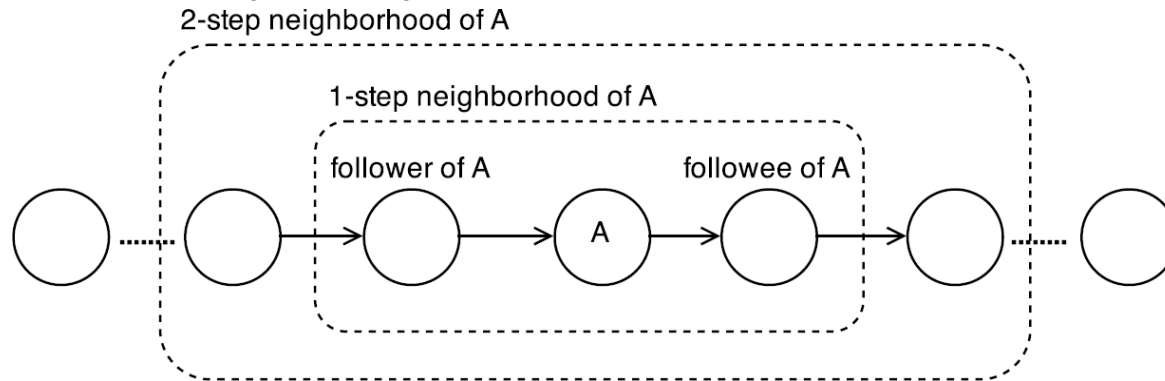 2-step neighborhood of A
1-step neighborhood of A
follower of A
followee of A
A